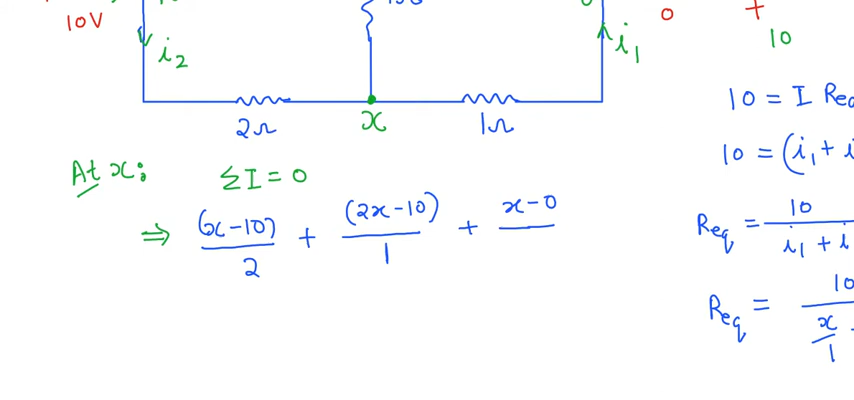 10V
i₂
i₁
0
+
10
2Ω
x
1Ω
At x: ΣI = 0
⇒ (x-10)/2 + (2x-10)/1 + x-0
10 = I Req
10 = (i₁ + i
Req = 10/(i₁ + i
Req = 10/(x/1